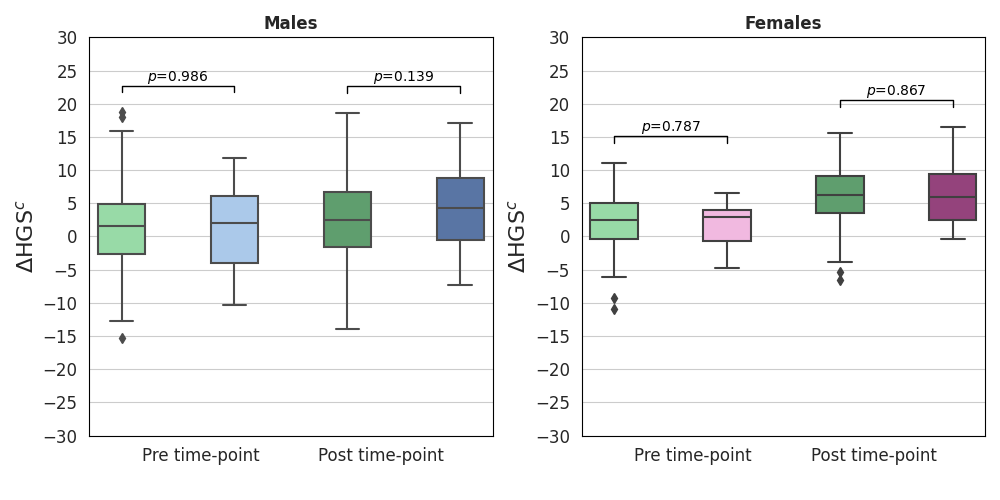 Males
30
25
20
15
10
5
0
−5
−10
−15
−20
−25
−30
ΔHGSᶜ
p=0.986
p=0.139
Pre time-point
Post time-point
Females
30
25
20
15
10
5
0
−5
−10
−15
−20
−25
−30
ΔHGSᶜ
p=0.787
p=0.867
Pre time-point
Post time-point